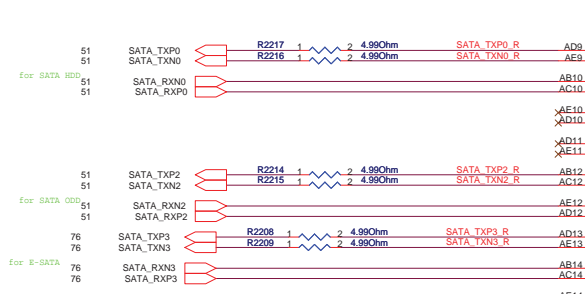 51 SATA_TXP0 R2217 1 2 4.99Ohm SATA_TXP0_R AD9
51 SATA_TXN0 R2216 1 2 4.99Ohm SATA_TXN0_R AE9
for SATA HDD
51 SATA_RXN0 AB10
51 SATA_RXP0 AC10
AE10
AD10
AD11
AE11
51 SATA_TXP2 R2214 1 2 4.99Ohm SATA_TXP2_R AB12
51 SATA_TXN2 R2215 1 2 4.99Ohm SATA_TXN2_R AC12
for SATA ODD
51 SATA_RXN2 AE12
51 SATA_RXP2 AD12
76 SATA_TXP3 R2208 1 2 4.99Ohm SATA_TXP3_R AD13
76 SATA_TXN3 R2209 1 2 4.99Ohm SATA_TXN3_R AE13
for E-SATA
76 SATA_RXN3 AB14
76 SATA_RXP3 AC14